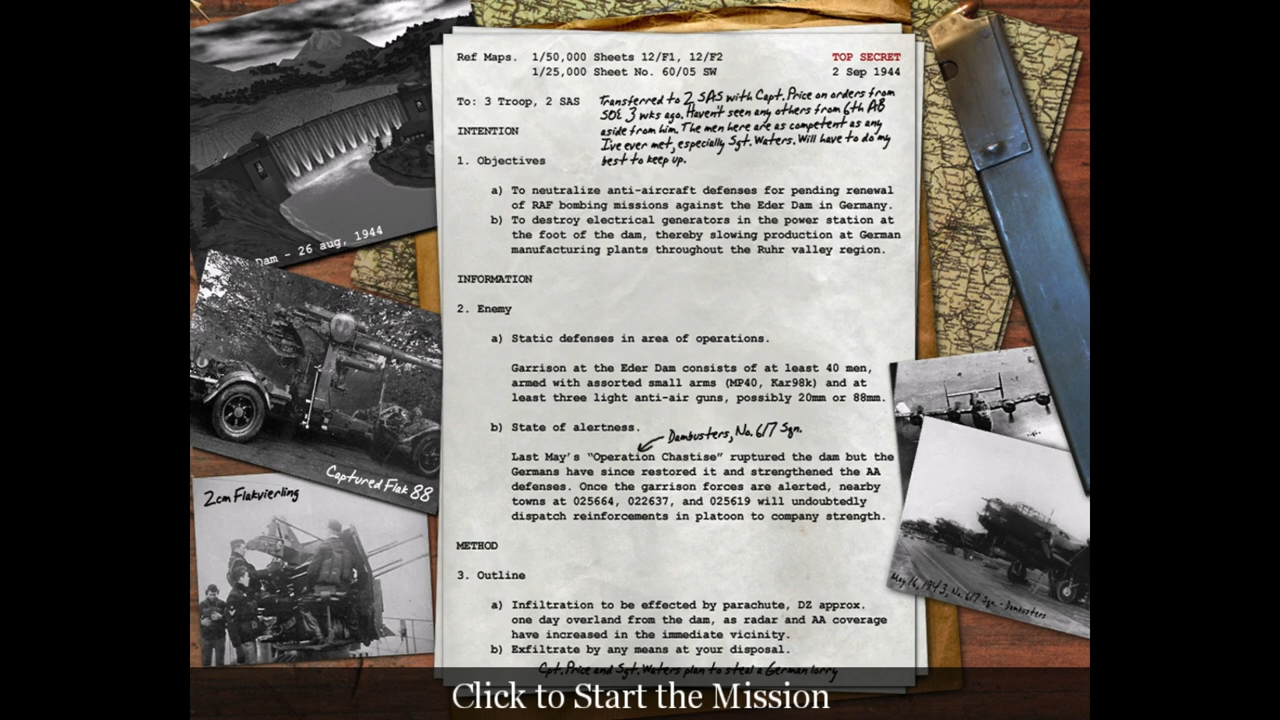 Ref Maps. 1/50,000 Sheets 12/F1, 12/F2
TOP SECRET
1/25,000 Sheet No. 60/05 SW
2 Sep 1944
To: 3 Troop, 2 SAS
Transferred to 2 SAS with Capt. Price on orders from
SOE 3 wks ago. Haven't seen any others from 6th AB
aside from him. The men here are as competent as any
I've ever met, especially Sgt. Waters. Will have to do my
best to keep up.
INTENTION
1. Objectives
a) To neutralize anti-aircraft defenses for pending renewal
of RAF bombing missions against the Eder Dam in Germany.
b) To destroy electrical generators in the power station at
the foot of the dam, thereby slowing production at German
manufacturing plants throughout the Ruhr valley region.
INFORMATION
2. Enemy
a) Static defenses in area of operations.
Garrison at the Eder Dam consists of at least 40 men,
armed with assorted small arms (MP40, Kar98k) and at
least three light anti-air guns, possibly 20mm or 88mm.
b) State of alertness.
Dambusters, No. 617 Sqn.
Last May's “Operation Chastise” ruptured the dam but the
Germans have since restored it and strengthened the AA
defenses. Once the garrison forces are alerted, nearby
towns at 025664, 022637, and 025619 will undoubtedly
dispatch reinforcements in platoon to company strength.
METHOD
3. Outline
a) Infiltration to be effected by parachute, DZ approx.
one day overland from the dam, as radar and AA coverage
have increased in the immediate vicinity.
b) Exfiltrate by any means at your disposal.
Cpt. Price and Sgt. Waters plan to steal a German lorry
Dam - 26 aug, 1944
Captured Flak 88
2cm Flakvierling
May 16, 1943, No. 617 Sqn. - Dambusters
Click to Start the Mission